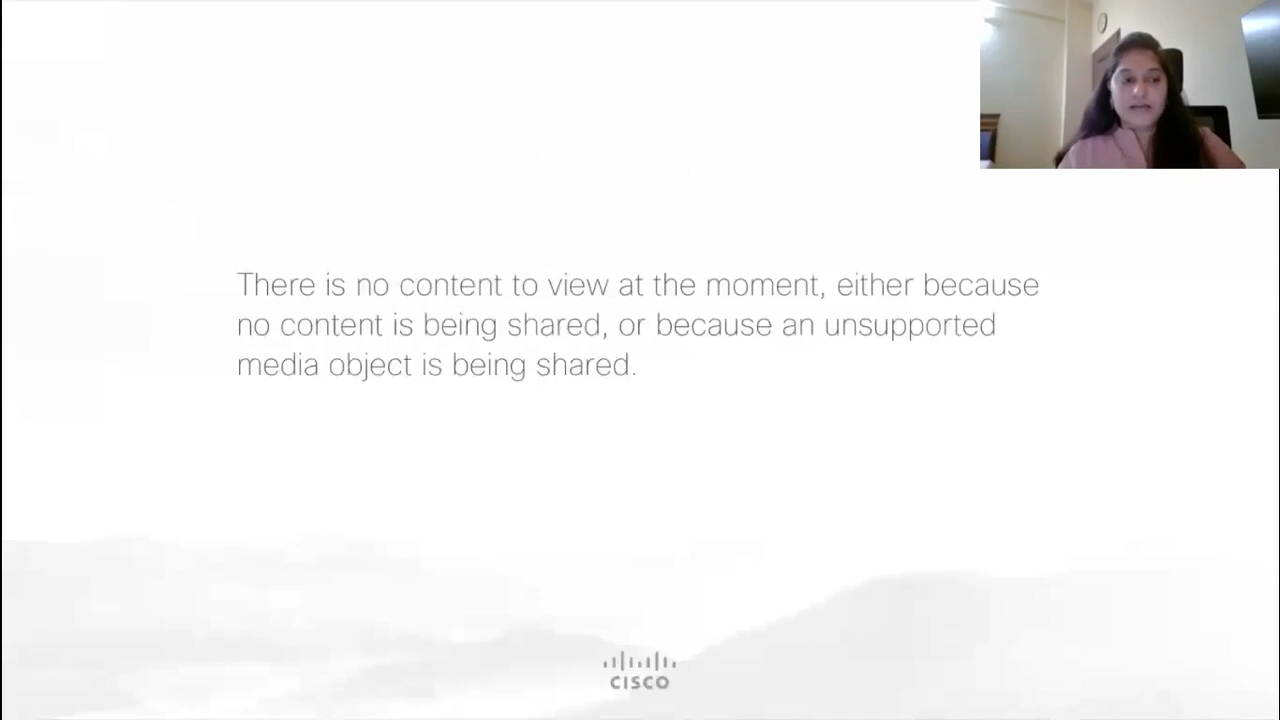 There is no content to view at the moment, either because
no content is being shared, or because an unsupported
media object is being shared.
CISCO